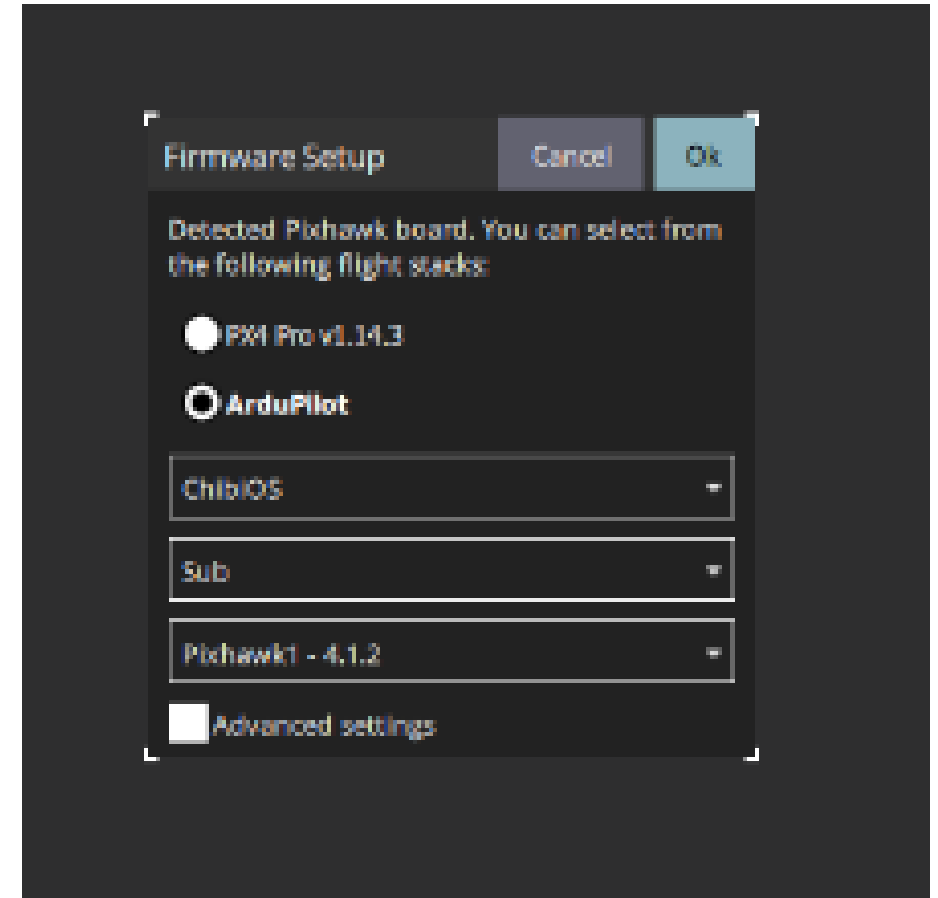 Firmware Setup
Cancel
Ok
Detected Pixhawk board. You can select from
the following flight stacks:
PX4 Pro v1.14.3
ArduPilot
ChibiOS
Sub
Pixhawk1 - 4.1.2
Advanced settings